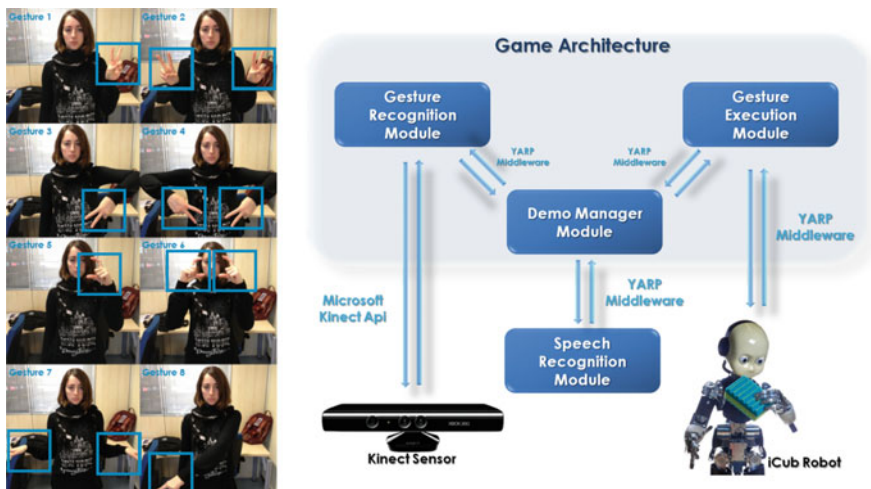 Gesture 1
Gesture 2
Gesture 3
Gesture 4
Gesture 5
Gesture 6
Gesture 7
Gesture 8
Game Architecture
Gesture
Recognition
Module
Gesture
Execution
Module
YARP
Middleware
YARP
Middleware
Demo Manager
Module
YARP
Middleware
Microsoft
Kinect Api
YARP
Middleware
Speech
Recognition
Module
XBOX 360
Kinect Sensor
iCub Robot